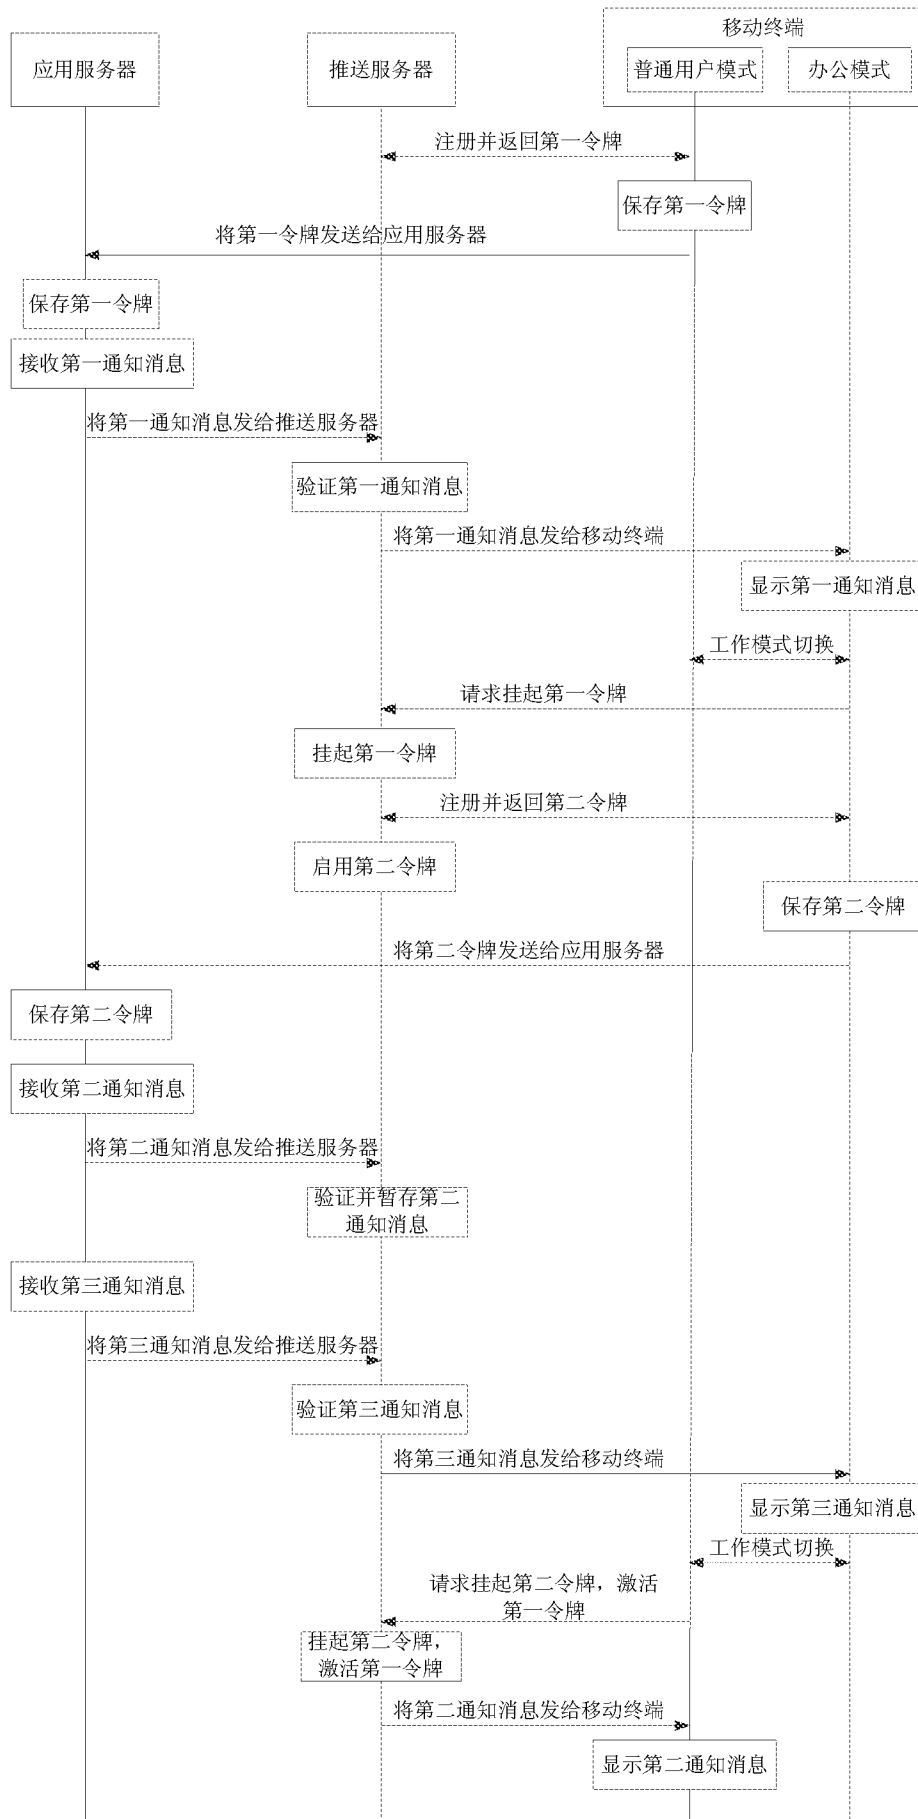 移动终端
应用服务器
推送服务器
普通用户模式
办公模式
注册并返回第一令牌
保存第一令牌
将第一令牌发送给应用服务器
保存第一令牌
接收第一通知消息
将第一通知消息发给推送服务器
验证第一通知消息
将第一通知消息发给移动终端
显示第一通知消息
工作模式切换
请求挂起第一令牌
挂起第一令牌
注册并返回第二令牌
启用第二令牌
保存第二令牌
将第二令牌发送给应用服务器
保存第二令牌
接收第二通知消息
将第二通知消息发给推送服务器
验证并暂存第二
通知消息
接收第三通知消息
将第三通知消息发给推送服务器
验证第三通知消息
将第三通知消息发给移动终端
显示第三通知消息
工作模式切换
请求挂起第二令牌，激活
第一令牌
挂起第二令牌，
激活第一令牌
将第二通知消息发给移动终端
显示第二通知消息